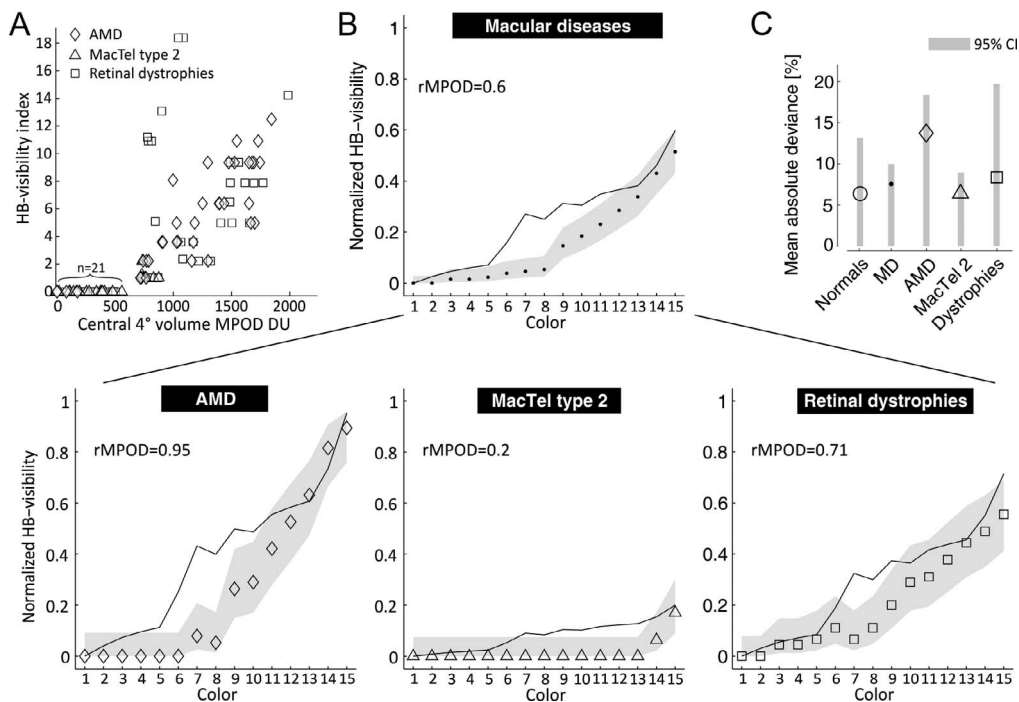 A
AMD
MacTel type 2
Retinal dystrophies
HB-visibility index
18
16
14
12
10
8
6
4
2
0
n=21
0 500 1000 1500 2000
Central 4° volume MPOD DU
B
Macular diseases
rMPOD=0.6
Normalized HB-visibility
1
0.8
0.6
0.4
0.2
0
1 2 3 4 5 6 7 8 9 10 11 12 13 14 15
Color
C
95% CI
Mean absolute deviance [%]
20
15
10
5
0
Normals
MD
AMD
MacTel 2
Dystrophies
AMD
rMPOD=0.95
Normalized HB-visibility
1
0.8
0.6
0.4
0.2
0
1 2 3 4 5 6 7 8 9 10 11 12 13 14 15
Color
MacTel type 2
rMPOD=0.2
1
0.8
0.6
0.4
0.2
0
1 2 3 4 5 6 7 8 9 10 11 12 13 14 15
Color
Retinal dystrophies
rMPOD=0.71
1
0.8
0.6
0.4
0.2
0
1 2 3 4 5 6 7 8 9 10 11 12 13 14 15
Color